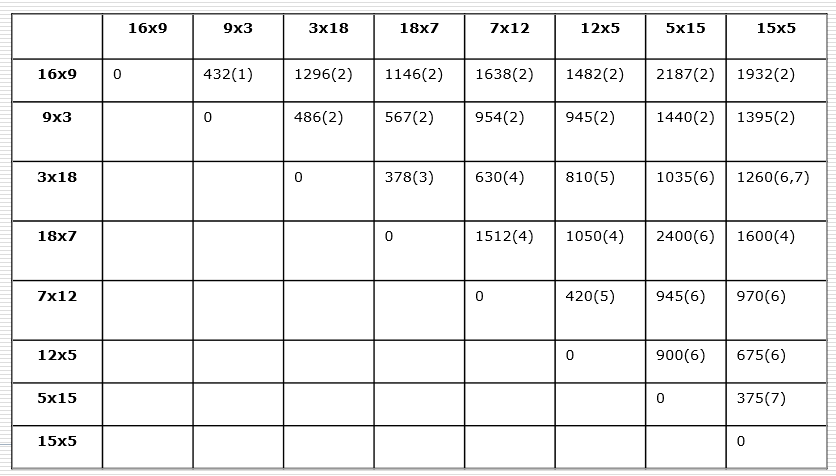 16x9 9x3 3x18 18x7 7x12 12x5 5x15 15x5
16x9 0 432(1) 1296(2) 1146(2) 1638(2) 1482(2) 2187(2) 1932(2)
9x3 0 486(2) 567(2) 954(2) 945(2) 1440(2) 1395(2)
3x18 0 378(3) 630(4) 810(5) 1035(6) 1260(6,7)
18x7 0 1512(4) 1050(4) 2400(6) 1600(4)
7x12 0 420(5) 945(6) 970(6)
12x5 0 900(6) 675(6)
5x15 0 375(7)
15x5 0